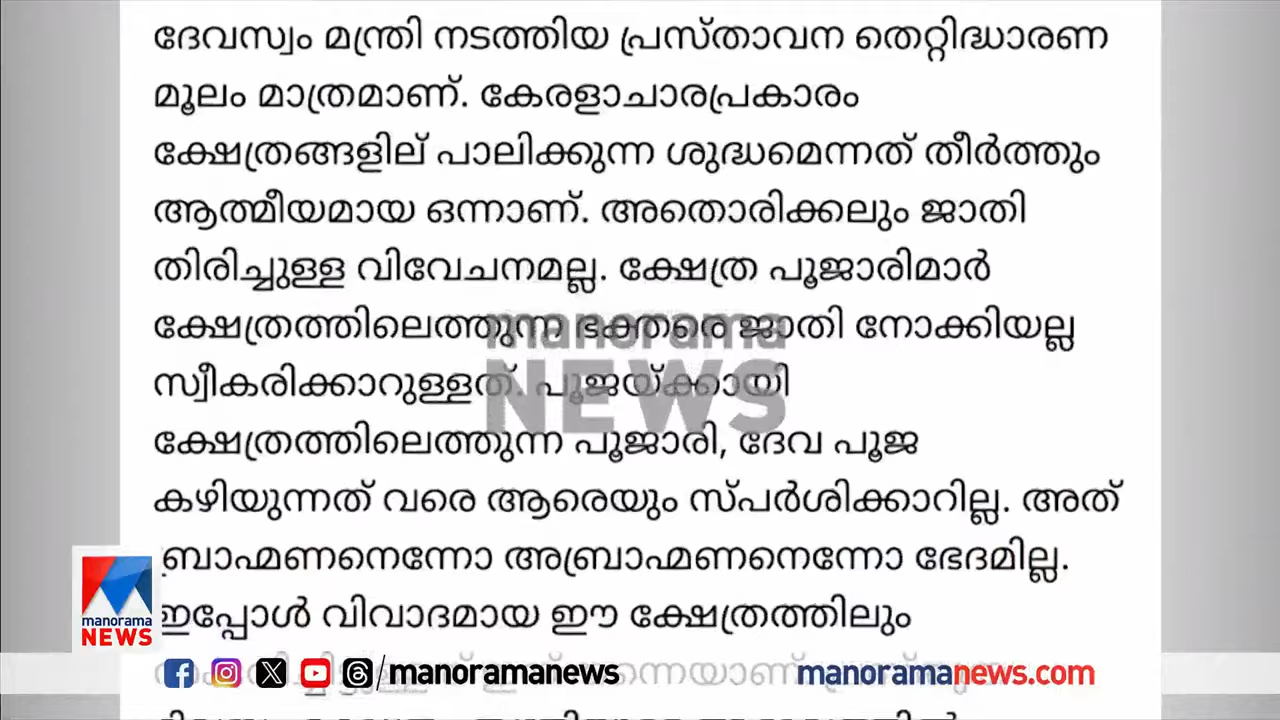 ദേവസ്വം മന്ത്രി നടത്തിയ പ്രസ്താവന തെറ്റിദ്ധാരണ
മൂലം മാത്രമാണ്. കേരളാചാരപ്രകാരം
ക്ഷേത്രങ്ങളില് പാലിക്കുന്ന ശുദ്ധമെന്നത് തീർത്തും
ആത്മീയമായ ഒന്നാണ്. അതൊരിക്കലും ജാതി
തിരിച്ചുള്ള വിവേചനമല്ല. ക്ഷേത്ര പൂജാരിമാർ
ക്ഷേത്രത്തിലെത്തുന്ന ഭക്തരെ ജാതി നോക്കിയല്ല
സ്വീകരിക്കാറുള്ളത്. പൂജയ്ക്കായി
ക്ഷേത്രത്തിലെത്തുന്ന പൂജാരി, ദേവ പൂജ
കഴിയുന്നത് വരെ ആരെയും സ്പർശിക്കാറില്ല. അത്
ബ്രാഹ്മണനെന്നോ അബ്രാഹ്മണനെന്നോ ഭേദമില്ല.
ഇപ്പോൾ വിവാദമായ ഈ ക്ഷേത്രത്തിലും
manorama
NEWS
manorama
NEWS
/manoramanews
manoramanews.com